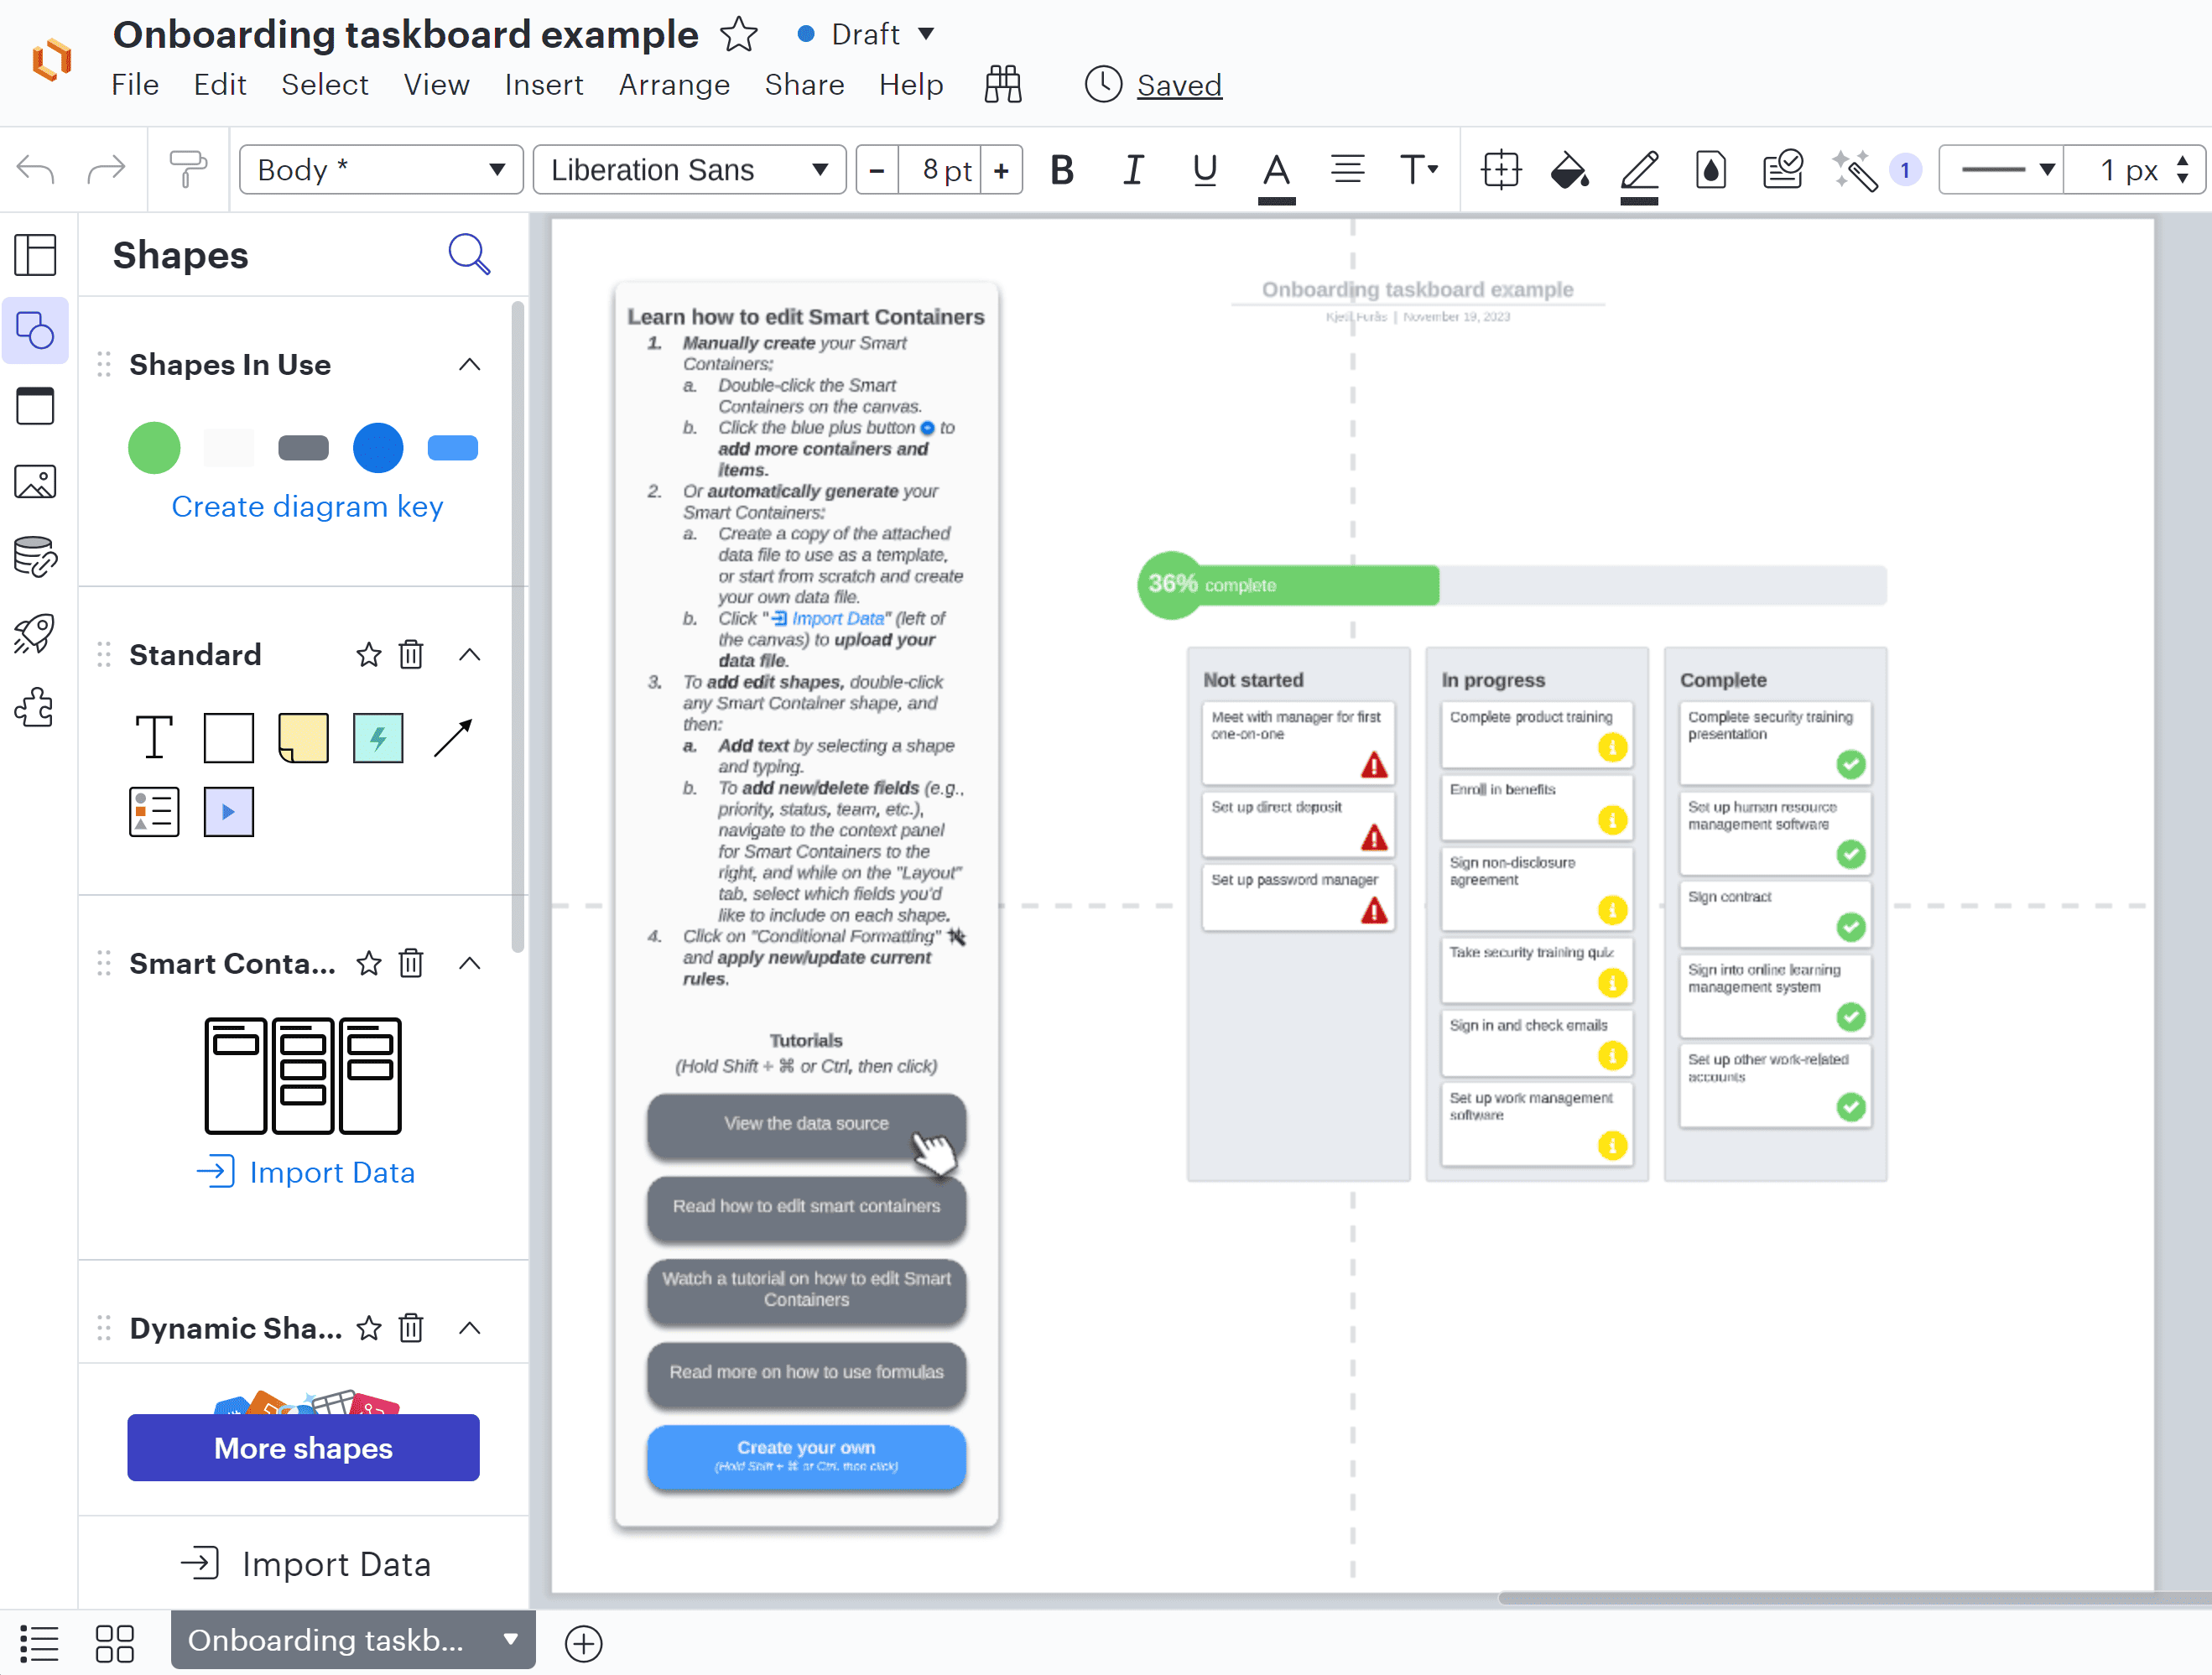 Onboarding taskboard example
Draft
File Edit Select View Insert Arrange Share Help Saved
Body * Liberation Sans − 8 pt + B I U A T 1 1 px
Shapes
Shapes In Use
Create diagram key
Standard
T
Smart Conta...
Import Data
Dynamic Sha...
More shapes
Import Data
Learn how to edit Smart Containers
1. Manually create your Smart
Containers:
a. Double-click the Smart
Containers on the canvas.
b. Click the blue plus button to
add more containers and
items.
2. Or automatically generate your
Smart Containers:
a. Create a copy of the attached
data file to use as a template,
or start from scratch and create
your own data file.
b. Click " Import Data" (left of
the canvas) to upload your
data file.
3. To add edit shapes, double-click
any Smart Container shape, and
then:
a. Add text by selecting a shape
and typing.
b. To add new/delete fields (e.g.,
priority, status, team, etc.),
navigate to the context panel
for Smart Containers to the
right, and while on the "Layout"
tab, select which fields you'd
like to include on each shape.
4. Click on "Conditional Formatting"
and apply new/update current
rules.
Tutorials
(Hold Shift + ⌘ or Ctrl, then click)
View the data source
Read how to edit smart containers
Watch a tutorial on how to edit Smart
Containers
Read more on how to use formulas
Create your own
(Hold Shift + ⌘ or Ctrl, then click)
Onboarding taskboard example
Kjetil Furås | November 19, 2023
36% complete
Not started
Meet with manager for first
one-on-one
Set up direct deposit
Set up password manager
In progress
Complete product training
Enroll in benefits
Sign non-disclosure
agreement
Take security training quiz
Sign in and check emails
Set up work management
software
Complete
Complete security training
presentation
Set up human resource
management software
Sign contract
Sign into online learning
management system
Set up other work-related
accounts
Onboarding taskb...